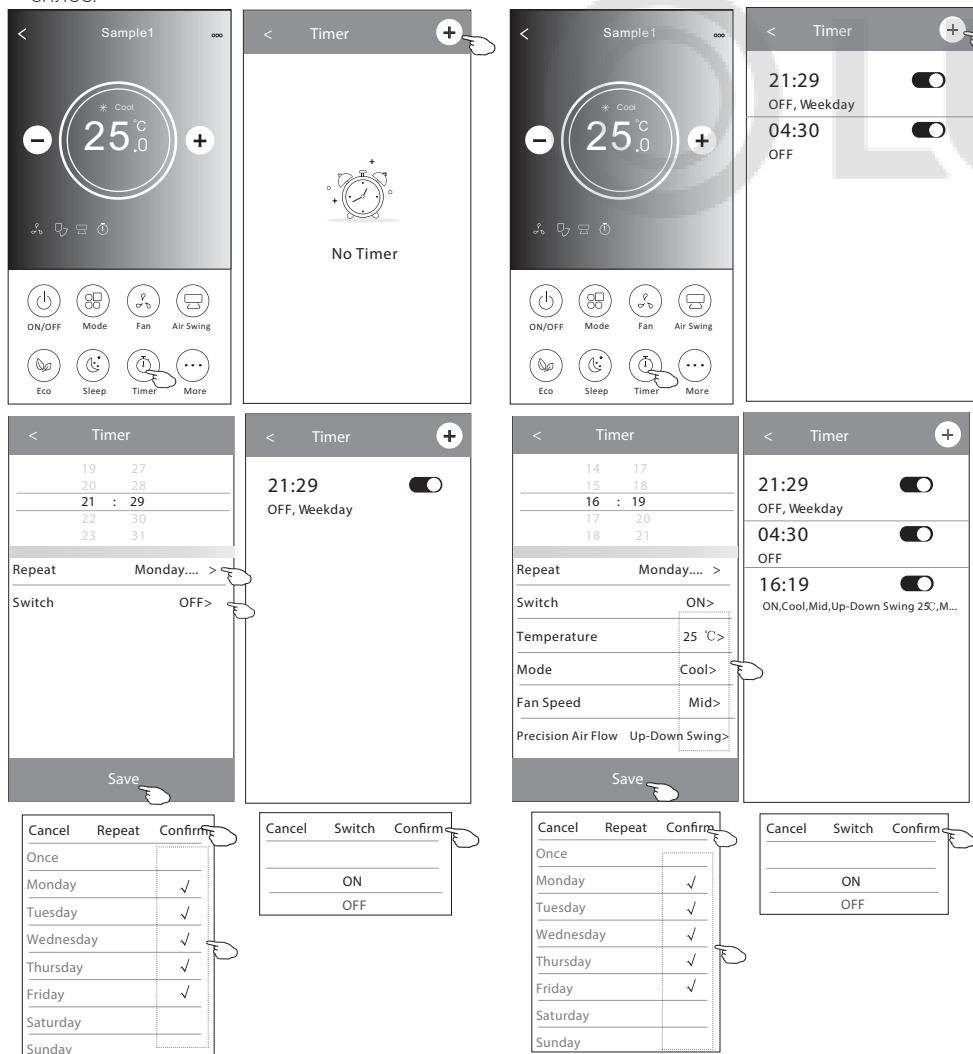 < Sample1 ooo
Cool
25 °C .0
ON/OFF Mode Fan Air Swing
Eco Sleep Timer More
< Timer +
No Timer
< Timer
19 27
20 28
21 : 29
22 30
23 31
Repeat Monday.... >
Switch OFF>
Save
< Timer +
21:29
OFF, Weekday
Cancel Repeat Confirm
Once
Monday √
Tuesday √
Wednesday √
Thursday √
Friday √
Saturday
Sunday
Cancel Switch Confirm
ON
OFF
< Sample1 ooo
Cool
25 °C .0
ON/OFF Mode Fan Air Swing
Eco Sleep Timer More
< Timer +
21:29
OFF, Weekday
04:30
OFF
< Timer
14 17
15 18
16 : 19
17 20
18 21
Repeat Monday.... >
Switch ON>
Temperature 25 ℃>
Mode Cool>
Fan Speed Mid>
Precision Air Flow Up-Down Swing>
Save
< Timer +
21:29
OFF, Weekday
04:30
OFF
16:19
ON,Cool,Mid,Up-Down Swing 25℃,M...
Cancel Repeat Confirm
Once
Monday √
Tuesday √
Wednesday √
Thursday √
Friday √
Saturday
Sunday
Cancel Switch Confirm
ON
OFF